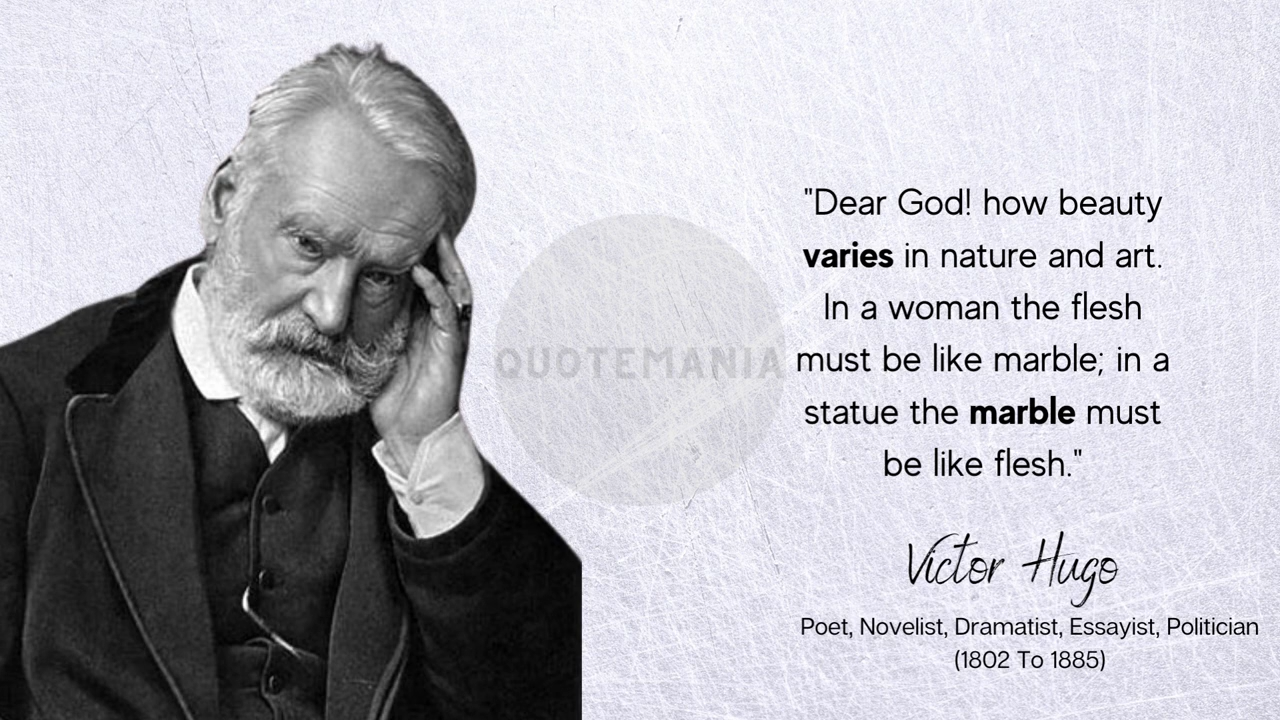 "Dear God! how beauty
varies in nature and art.
In a woman the flesh
must be like marble; in a
statue the marble must
be like flesh."
QUOTEMANIA
Victor Hugo
Poet, Novelist, Dramatist, Essayist, Politician
(1802 To 1885)